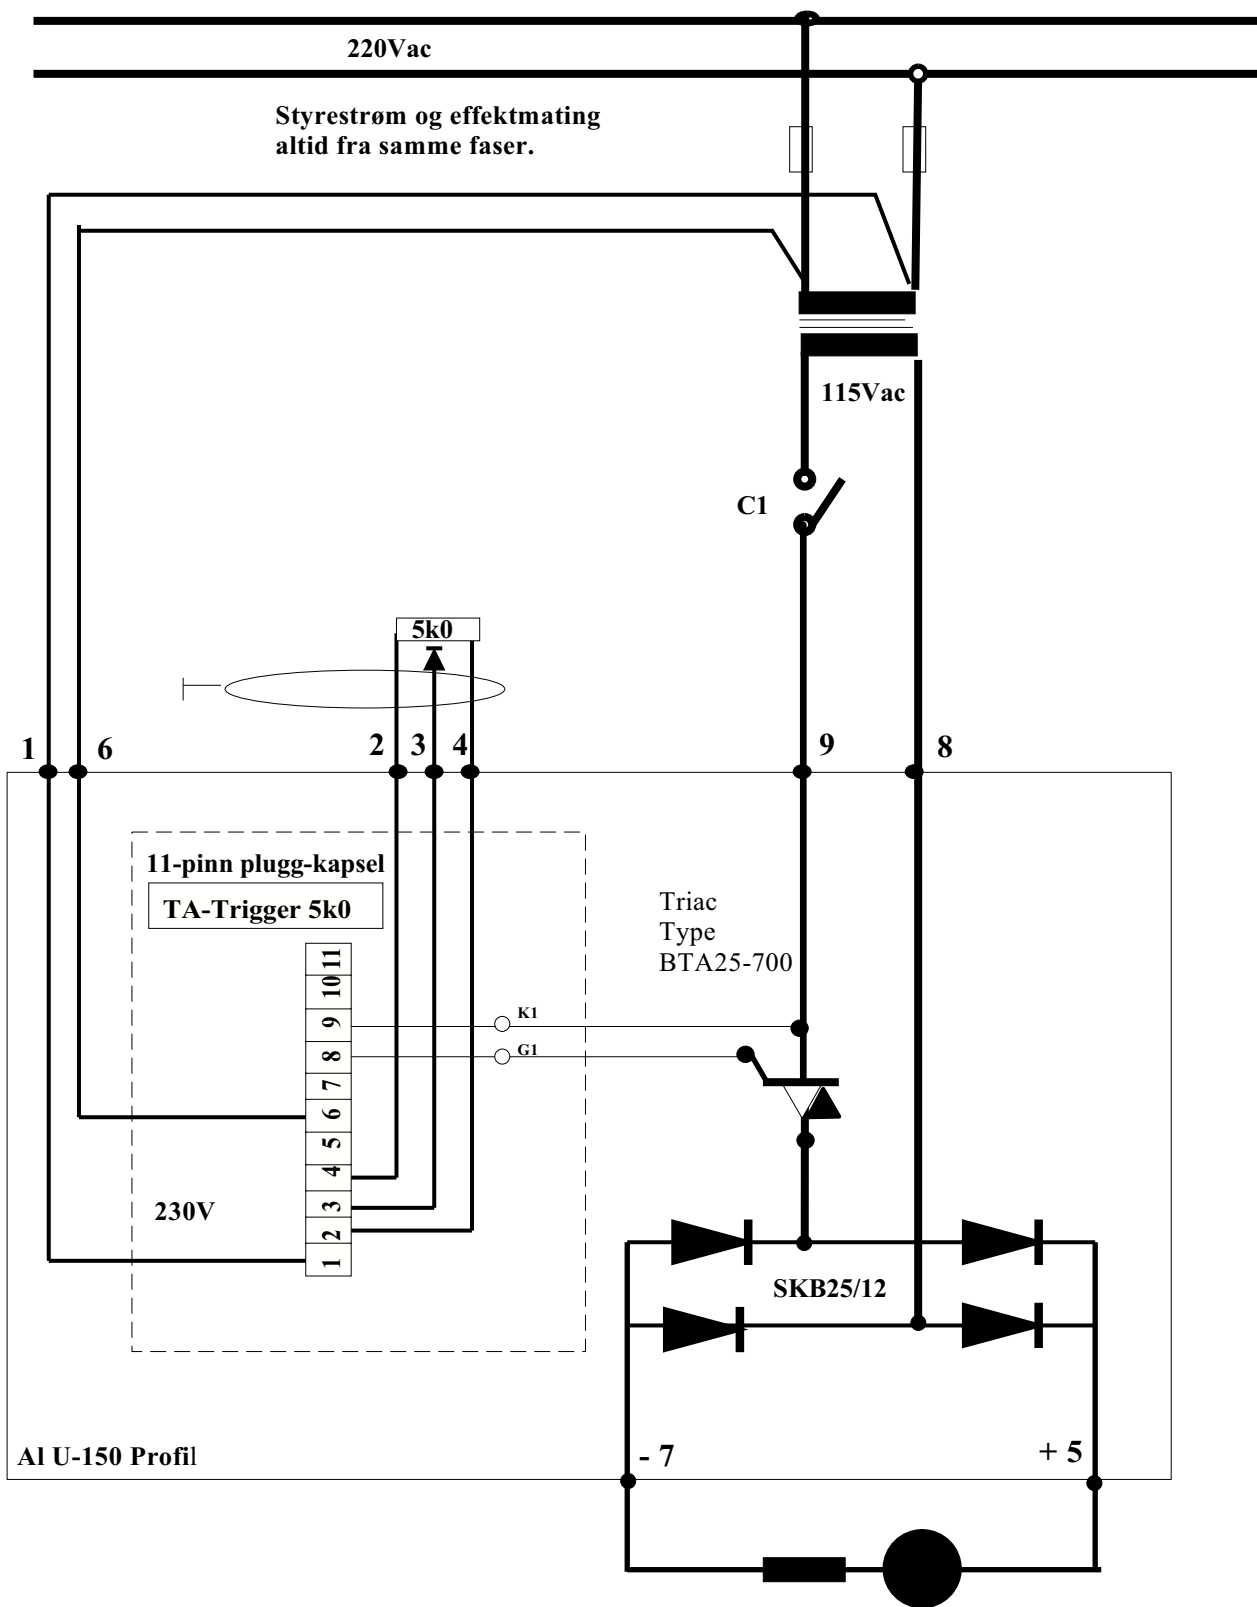 220Vac
Styrestrøm og effektmating
altid fra samme faser.
115Vac
C1
5k0
1
6
2
3
4
9
8
11-pinn plugg-kapsel
TA-Trigger 5k0
Triac
Type
BTA25-700
11
10
9
8
7
6
5
4
3
2
1
K1
G1
230V
SKB25/12
Al U-150 Profil
- 7
+ 5